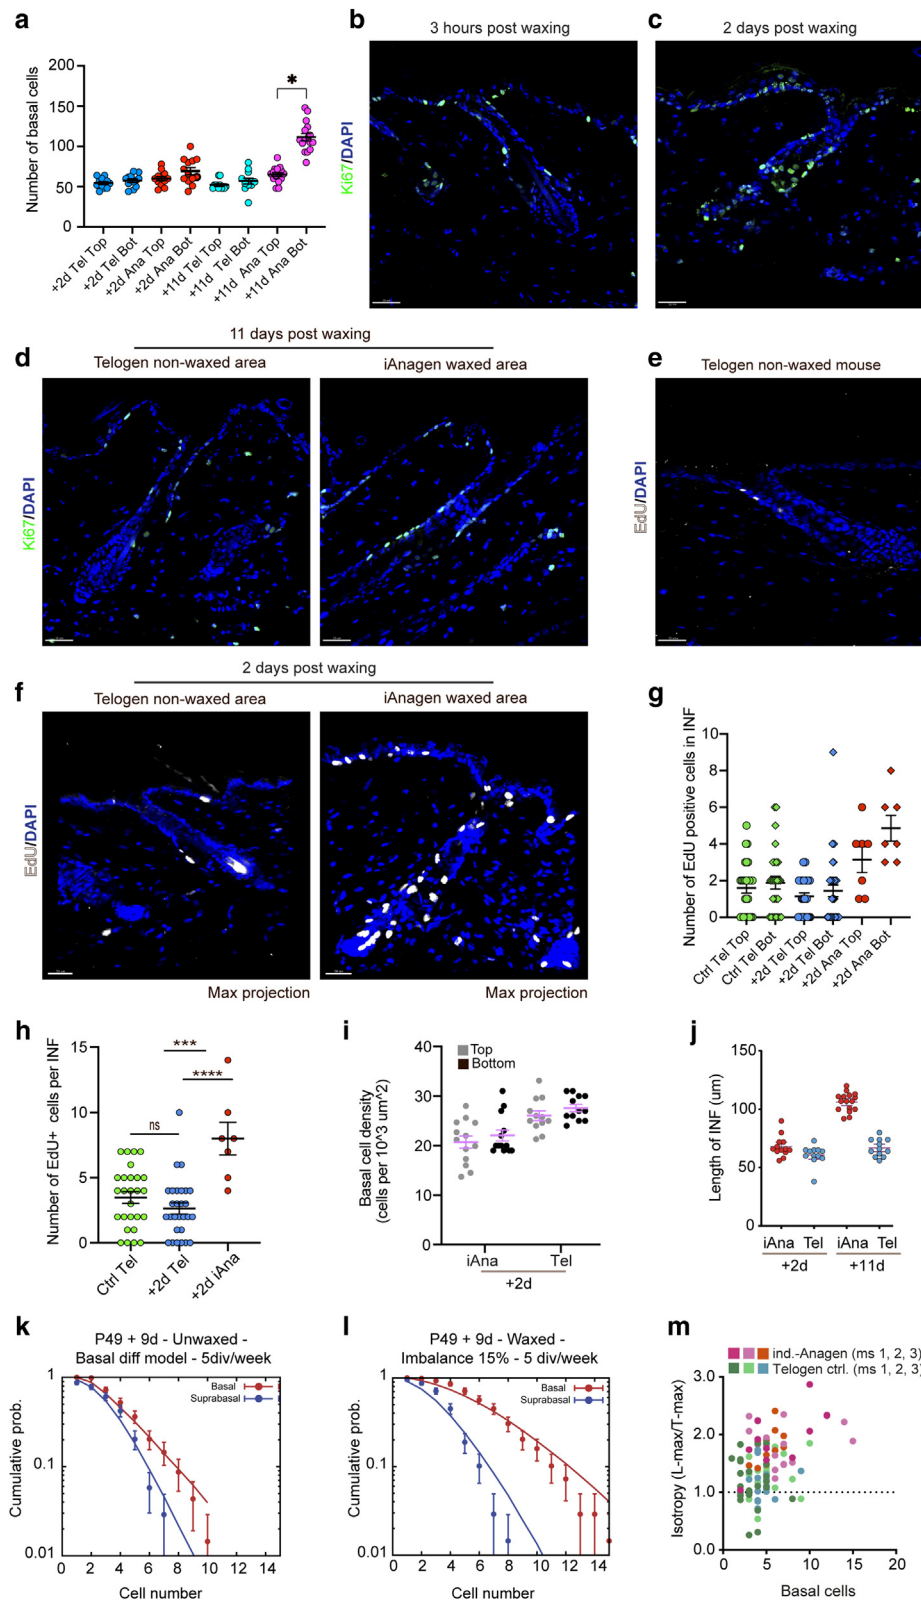 a
b
c
3 hours post waxing
2 days post waxing
Number of basal cells
200
150
100
50
0
*
+2d Tel Top
+2d Tel Bot
+2d Ana Top
+2d Ana Bot
+11d Tel Top
+11d Tel Bot
+11d Ana Top
+11d Ana Bot
Ki67/DAPI
11 days post waxing
d
Telogen non-waxed area
iAnagen waxed area
e
Telogen non-waxed mouse
Ki67/DAPI
EdU/DAPI
2 days post waxing
f
Telogen non-waxed area
iAnagen waxed area
g
EdU/DAPI
Max projection
Max projection
Number of EdU positive cells in INF
10
8
6
4
2
0
Ctrl Tel Top
Ctrl Tel Bot
+2d Tel Top
+2d Tel Bot
+2d Ana Top
+2d Ana Bot
h
Number of EdU+ cells per INF
15
10
5
0
***
****
ns
Ctrl Tel
+2d Tel
+2d iAna
i
Basal cell density
(cells per 10^3 um^2)
40
30
20
10
0
Top
Bottom
iAna
Tel
+2d
j
Length of INF (um)
150
100
50
0
iAna Tel iAna Tel
+2d +11d
k
P49 + 9d - Unwaxed -
Basal diff model - 5div/week
Cumulative prob.
1
0.1
0.01
Basal
Suprabasal
0 2 4 6 8 10 12 14
Cell number
l
P49 + 9d - Waxed -
Imbalance 15% - 5 div/week
Cumulative prob.
1
0.1
0.01
Basal
Suprabasal
0 2 4 6 8 10 12 14
Cell number
m
ind.-Anagen (ms 1, 2, 3)
Telogen ctrl. (ms 1, 2, 3)
Isotropy (L-max/T-max)
3.0
2.0
1.0
0.0
0 5 10 15 20
Basal cells